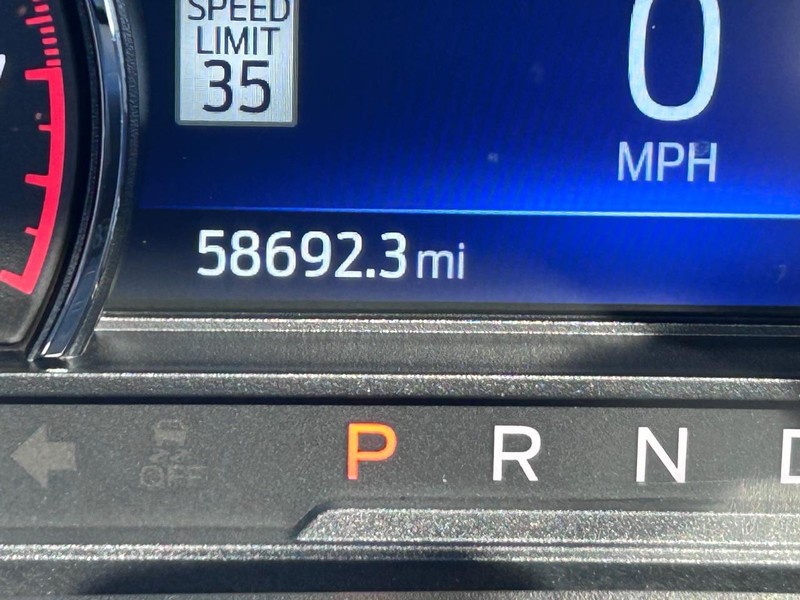 SPEED
LIMIT
35
0
MPH
58692.3 mi
OFF
P R N D